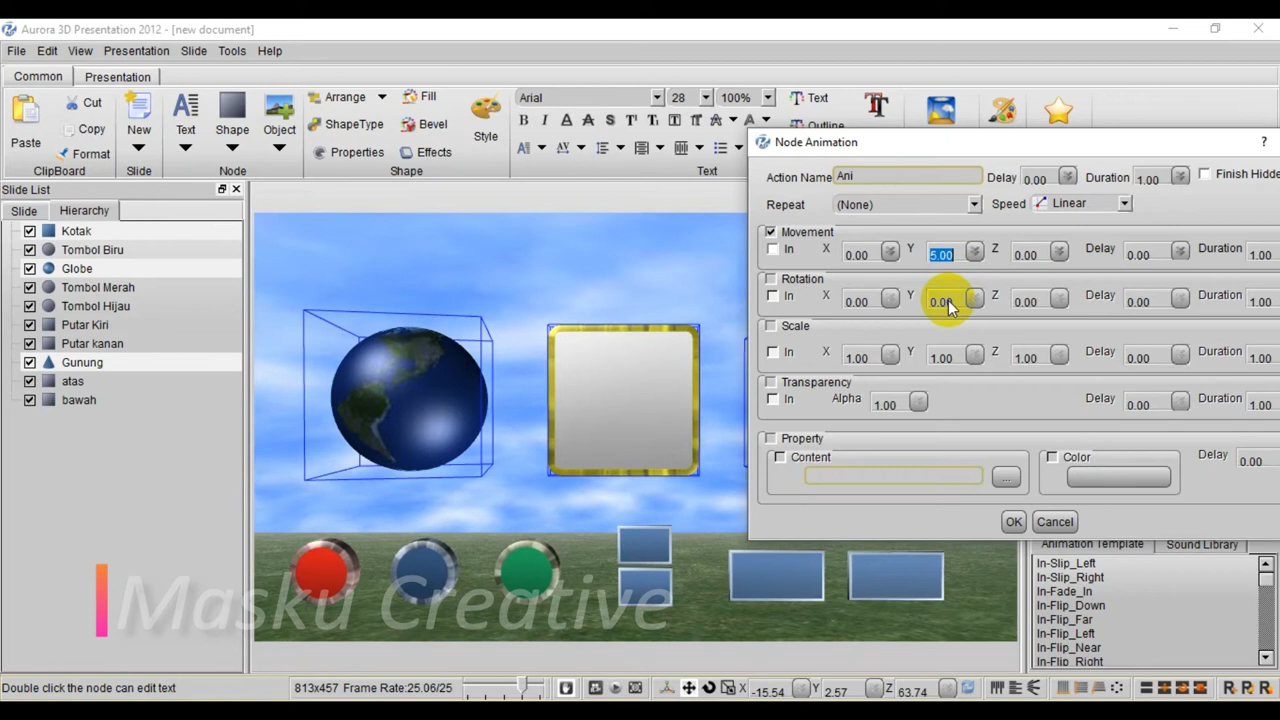 Aurora 3D Presentation 2012 - [new document]
File Edit View Presentation Slide Tools Help
Common Presentation
Paste Cut Copy Format
ClipBoard
New
Slide
Text Shape Object
Node
Arrange Fill
ShapeType Bevel
Properties Effects
Shape
Style
Arial 28 100% Text
B I A A S T T T A A Outline
Text
Slide List
Slide Hierarchy
Kotak
Tombol Biru
Globe
Tombol Merah
Tombol Hijau
Putar Kiri
Putar kanan
Gunung
atas
bawah
Node Animation ?
Action Name Ani Delay 0.00 Duration 1.00 Finish Hidde
Repeat (None) Speed Linear
Movement
In X 0.00 Y 5.00 Z 0.00 Delay 0.00 Duration 1.00
Rotation
In X 0.00 Y 0.00 Z 0.00 Delay 0.00 Duration 1.00
Scale
In X 1.00 Y 1.00 Z 1.00 Delay 0.00 Duration 1.00
Transparency
In Alpha 1.00 Delay 0.00 Duration 1.00
Property
Content ... Color Delay 0.00
OK Cancel
Animation Template Sound Library
In-Slip_Left
In-Slip_Right
In-Fade_In
In-Flip_Down
In-Flip_Far
In-Flip_Left
In-Flip_Near
In-Flip_Right
Masku Creative
Double click the node can edit text 813x457 Frame Rate:25.06/25 X -15.54 Y 2.57 Z 63.74 R R R